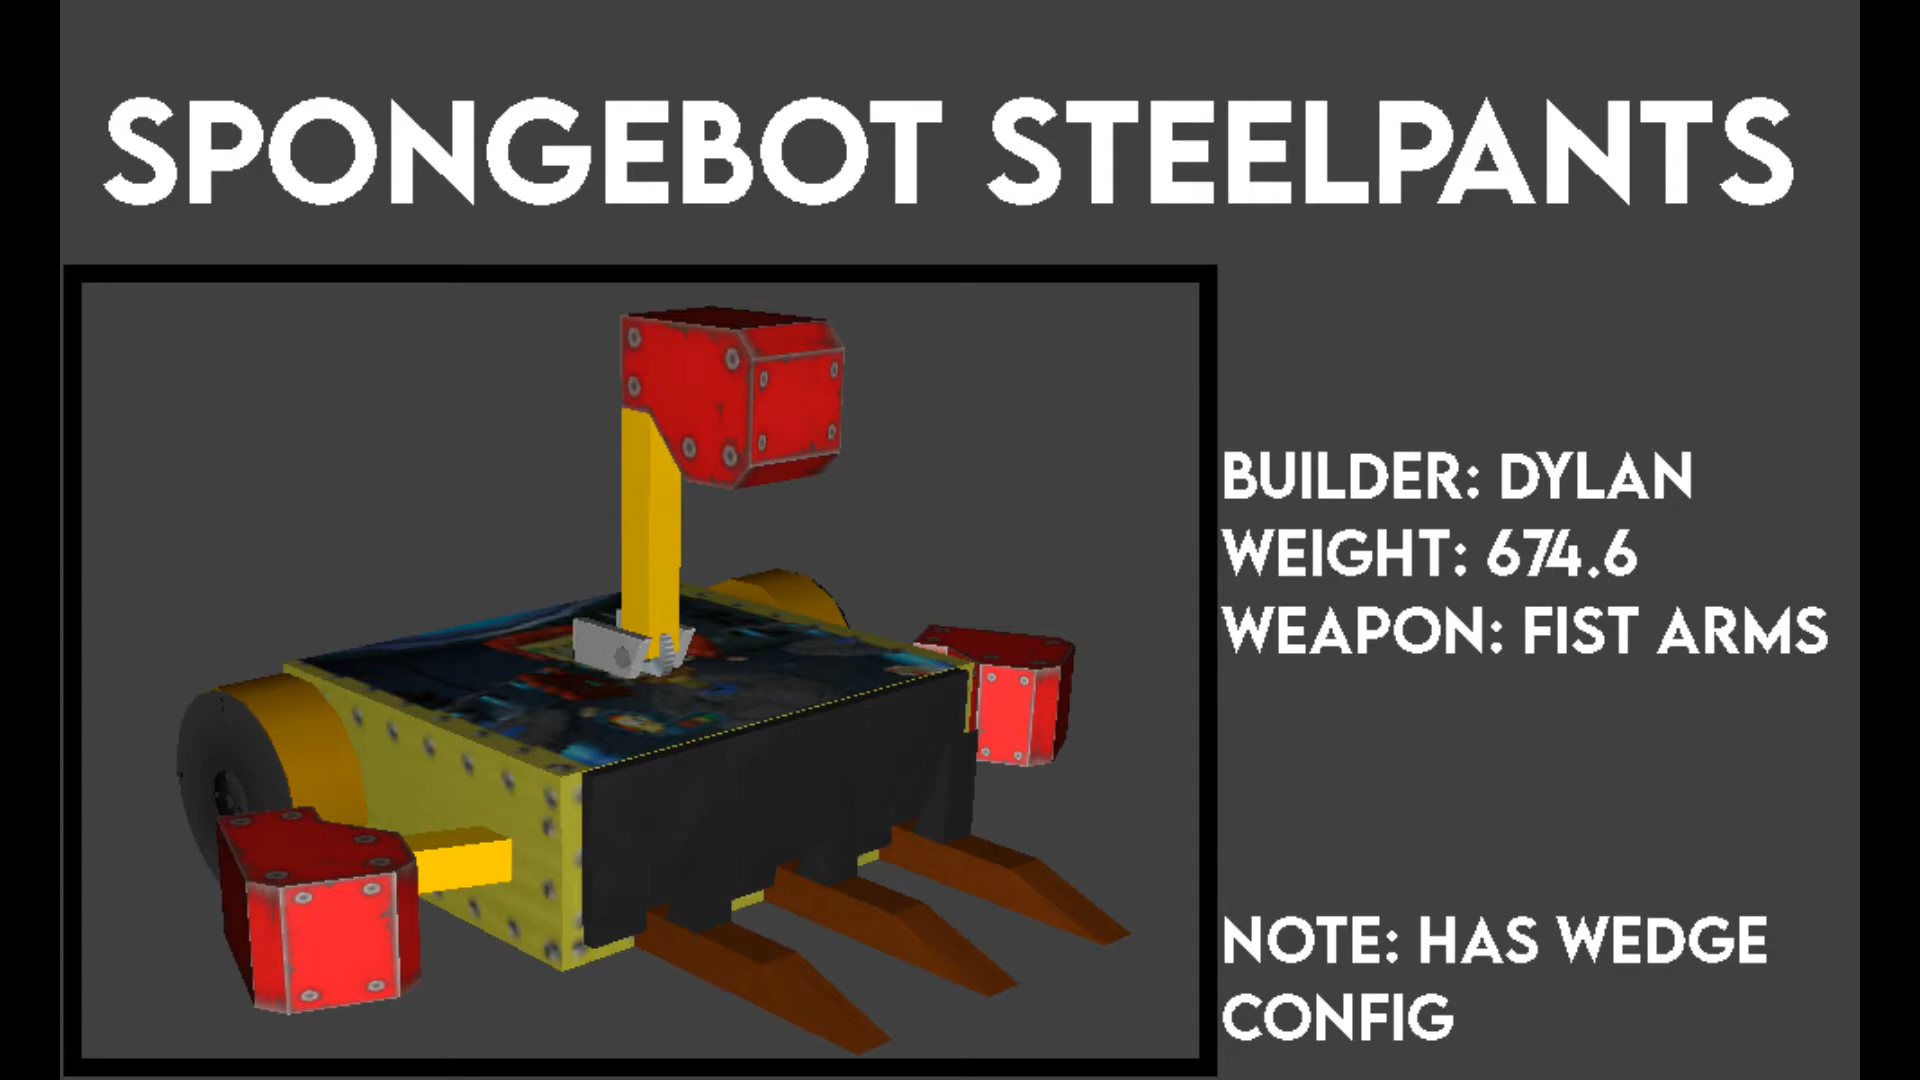 SPONGEBOT STEELPANTS
BUILDER: DYLAN
WEIGHT: 674.6
WEAPON: FIST ARMS
NOTE: HAS WEDGE
CONFIG